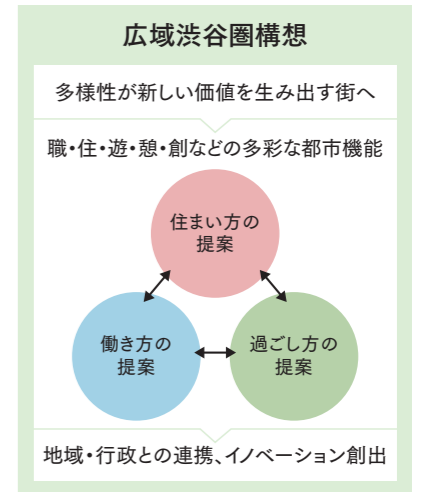 広域渋谷圏構想
多様性が新しい価値を生み出す街へ
職・住・遊・憩・創などの多彩な都市機能
住まい方の
提案
働き方の
提案
過ごし方の
提案
地域・行政との連携、イノベーション創出